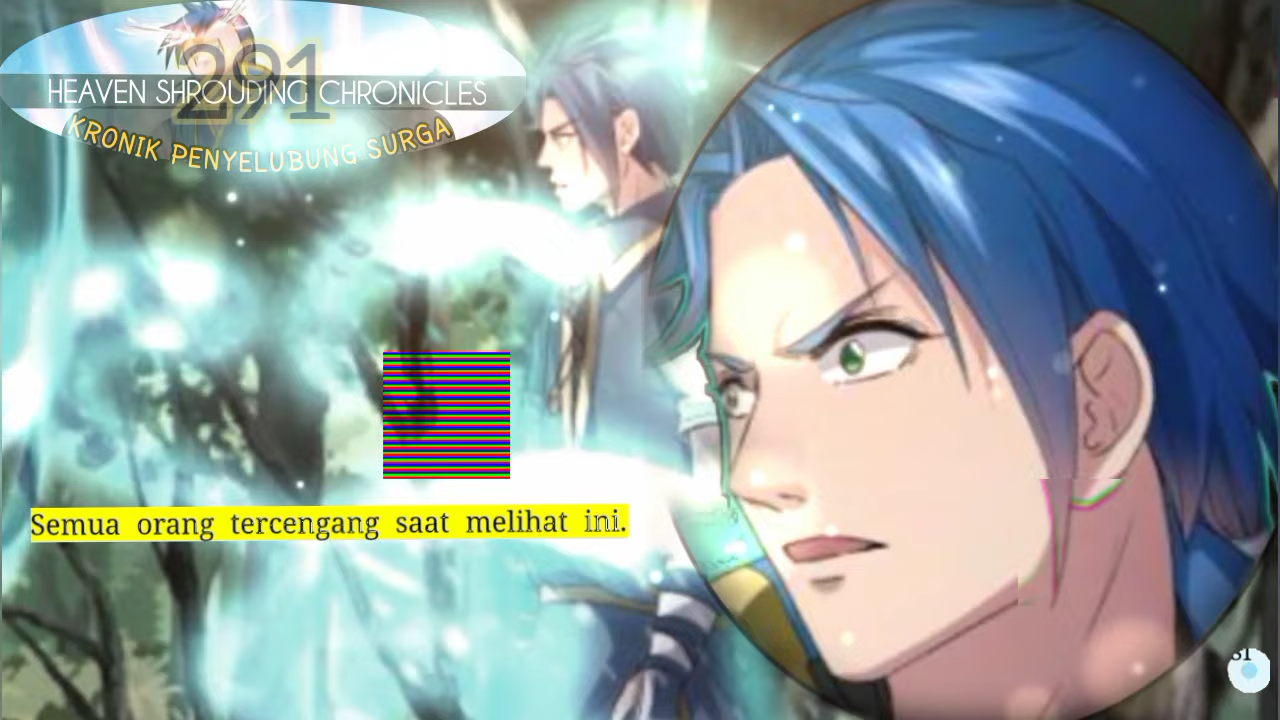 291
HEAVEN SHROUDING CHRONICLES
KRONIK PENYELUBUNG SURGA
Semua orang tercengang saat melihat ini.